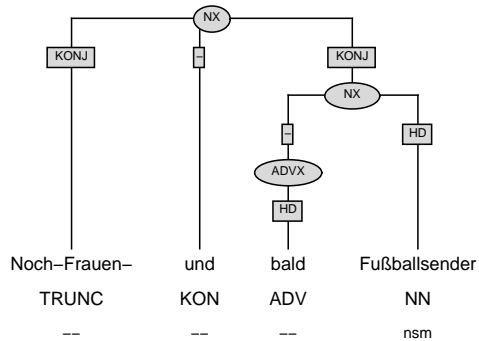 NX
KONJ – KONJ
NX
– HD
ADVX
HD
Noch−Frauen− und bald Fußballsender
TRUNC KON ADV NN
−− −− −− nsm